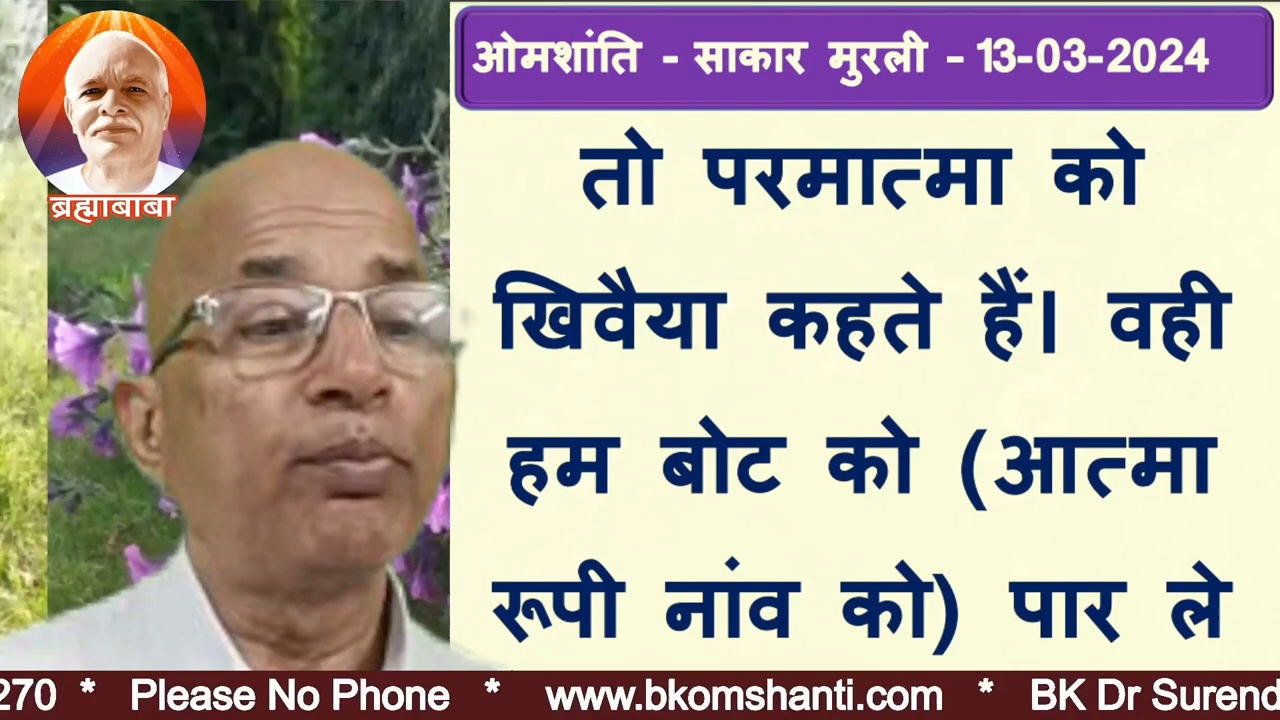 ओमशांति - साकार मुरली - 13-03-2024
ब्रह्माबाबा
तो परमात्मा को
खिवैया कहते हैं। वही
हम बोट को (आत्मा
रूपी नांव को) पार ले
270 * Please No Phone * www.bkomshanti.com * BK Dr Surend